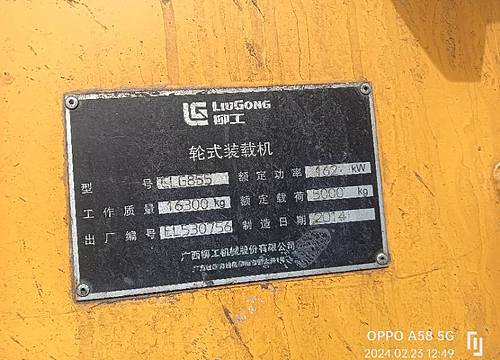 LIUGONG
柳工
轮式装载机
型 号 CLG855 额定功率 162 kW
工作质量 16300 kg 额定载荷 5000 kg
出厂编号 LL530756 制造日期 2014
广西柳工机械股份有限公司
OPPO A58 5G
2024.02.23 12:49